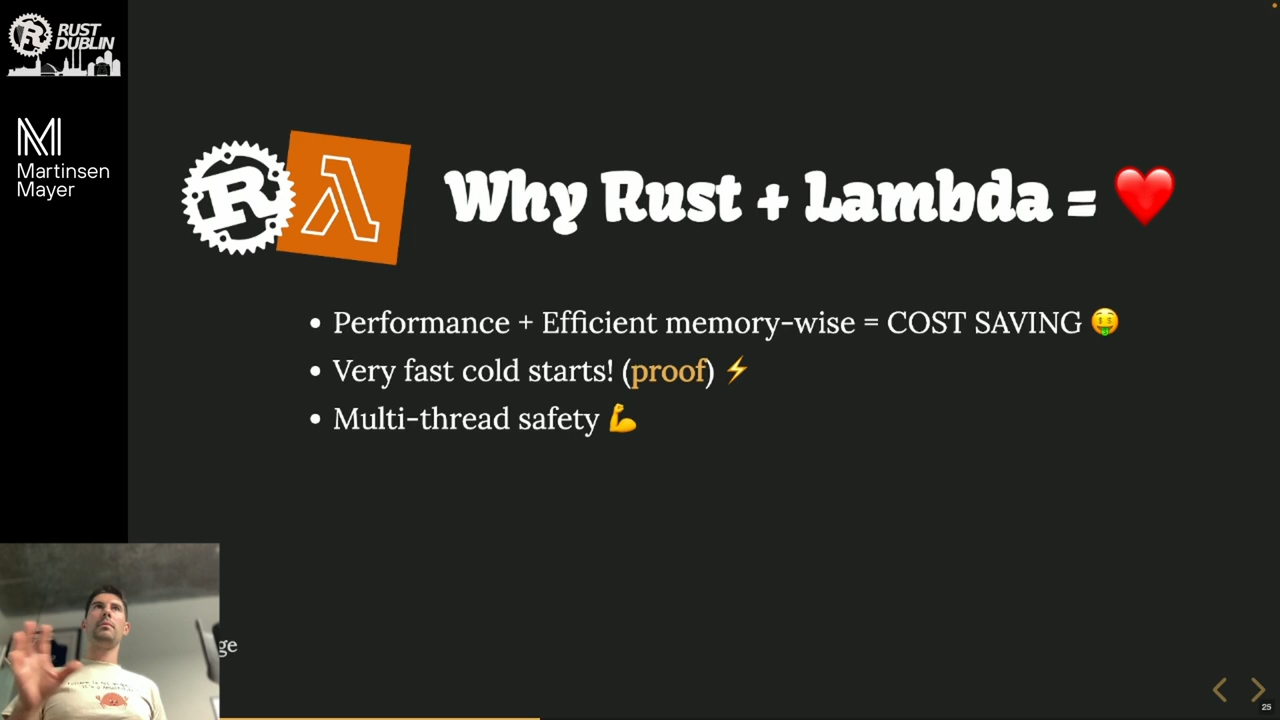 RUST
DUBLIN
Martinsen
Mayer
Why Rust + Lambda = ❤️
• Performance + Efficient memory-wise = COST SAVING 🤑
• Very fast cold starts! (proof) ⚡
• Multi-thread safety 💪
ge
25